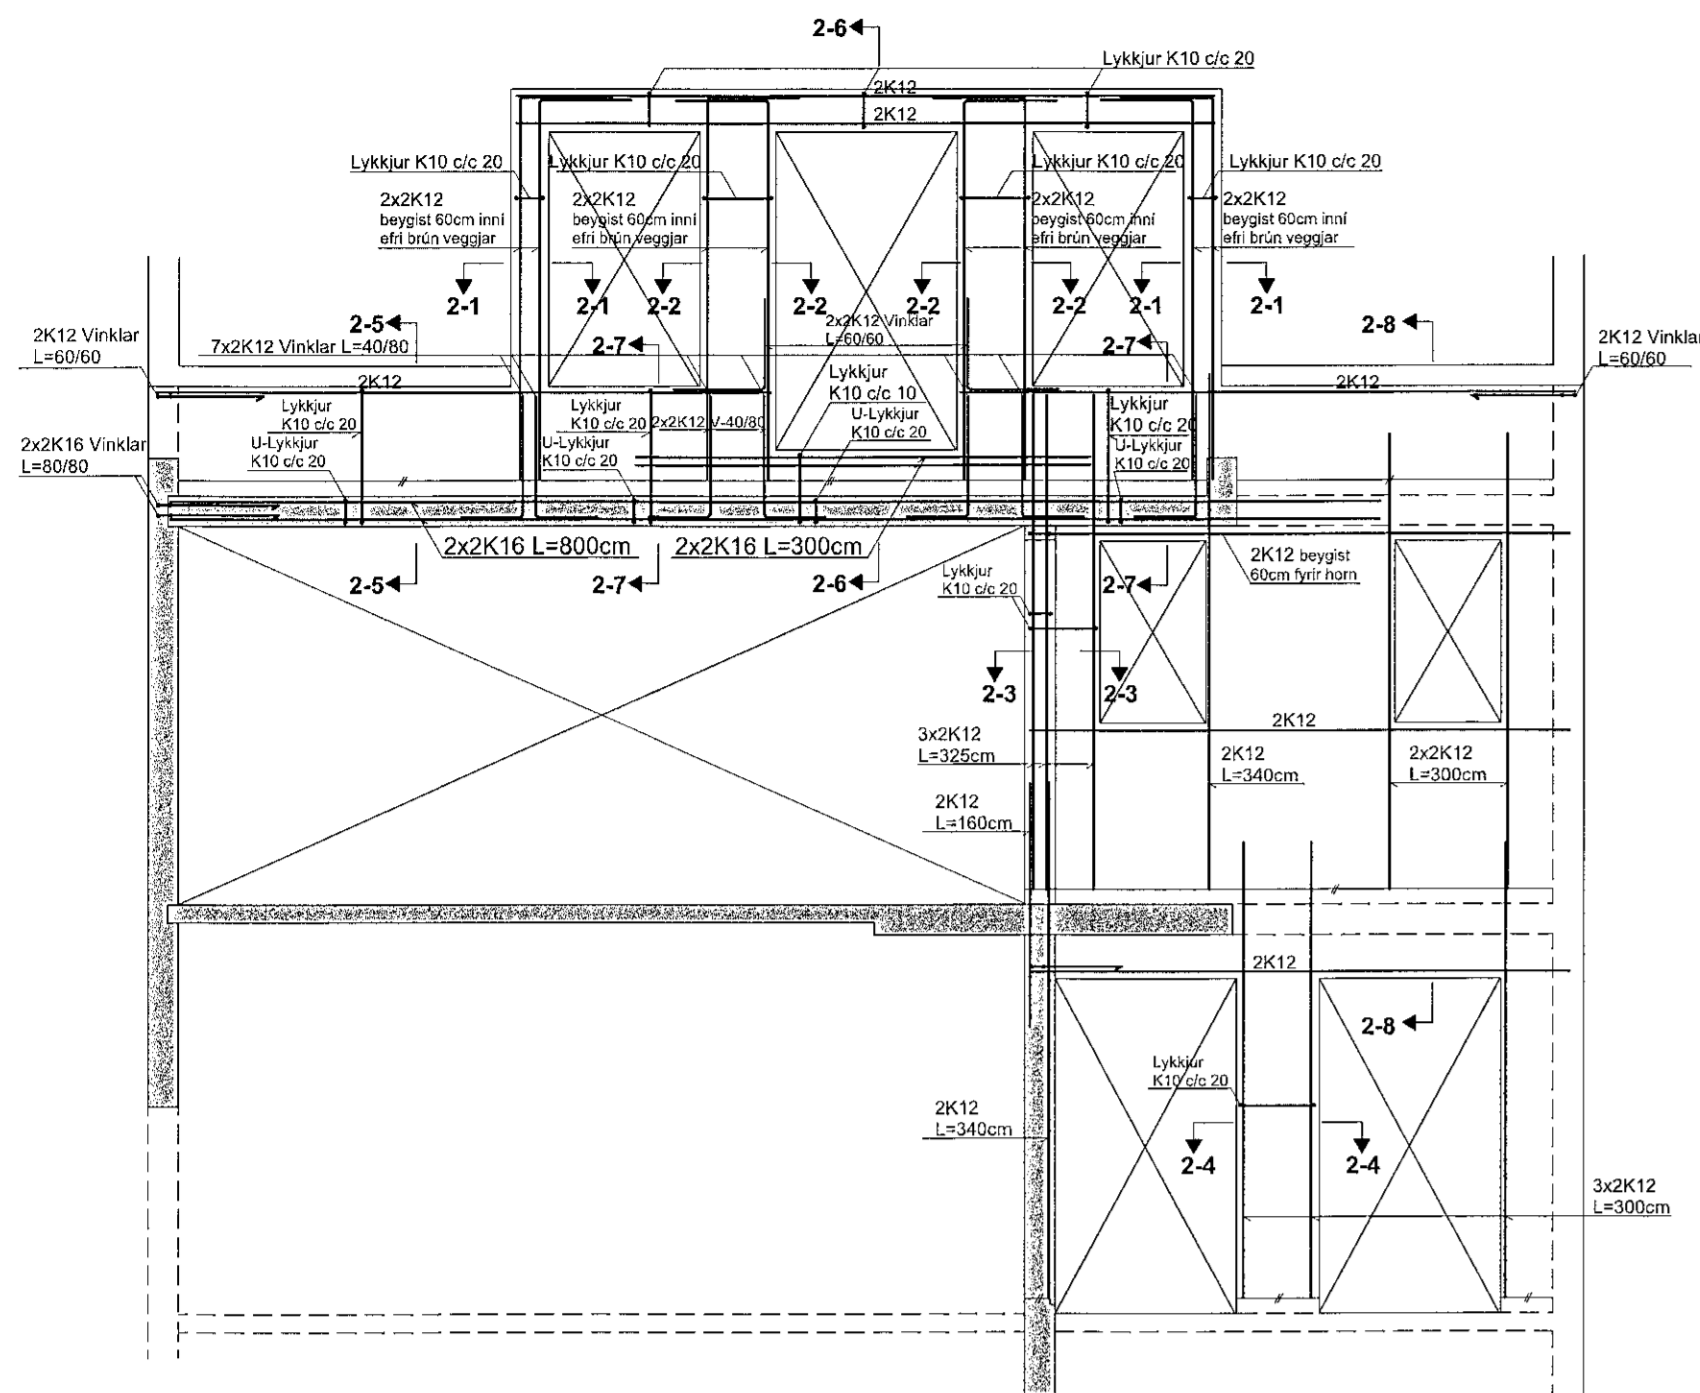 2-6
Lykkjur K10 c/c 20
2K12
2K12
Lykkjur K10 c/c 20
Lykkjur K10 c/c 20
Lykkjur K10 c/c 20
Lykkjur K10 c/c 20
2x2K12
beygist 60cm inní
efri brún veggjar
2x2K12
beygist 60cm inní
efri brún veggjar
2x2K12
beygist 60cm inní
efri brún veggjar
2x2K12
beygist 60cm inní
efri brún veggjar
2-1
2-1
2-2
2-2
2-2
2-2
2-1
2-1
2K12 Vinklar
L=60/60
2-5
7x2K12 Vinklar L=40/80
2-7
2x2K12 Vinklar
L=60/60
2-7
2-8
2K12 Vinklar
L=60/60
2K12
Lykkjur
K10 c/c 10
2K12
Lykkjur
K10 c/c 20
Lykkjur
K10 c/c 20
2x2K12 V-40/80
U-Lykkjur
K10 c/c 20
Lykkjur
K10 c/c 20
2x2K16 Vinklar
L=80/80
U-Lykkjur
K10 c/c 20
U-Lykkjur
K10 c/c 20
U-Lykkjur
K10 c/c 20
2x2K16 L=800cm
2x2K16 L=300cm
2K12 beygist
60cm fyrir horn
2-5
2-7
2-6
Lykkjur
K10 c/c 20
2-7
2-3
2-3
2K12
3x2K12
L=325cm
2K12
L=340cm
2x2K12
L=300cm
2K12
L=160cm
2K12
2-8
Lykkjur
K10 c/c 20
2K12
L=340cm
2-4
2-4
3x2K12
L=300cm